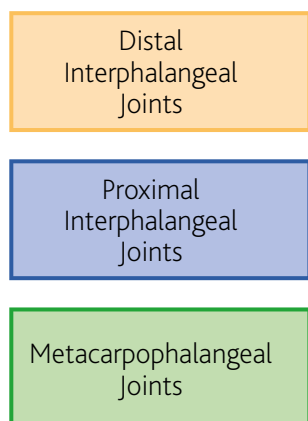 Distal
Interphalangeal
Joints
Proximal
Interphalangeal
Joints
Metacarpophalangeal
Joints